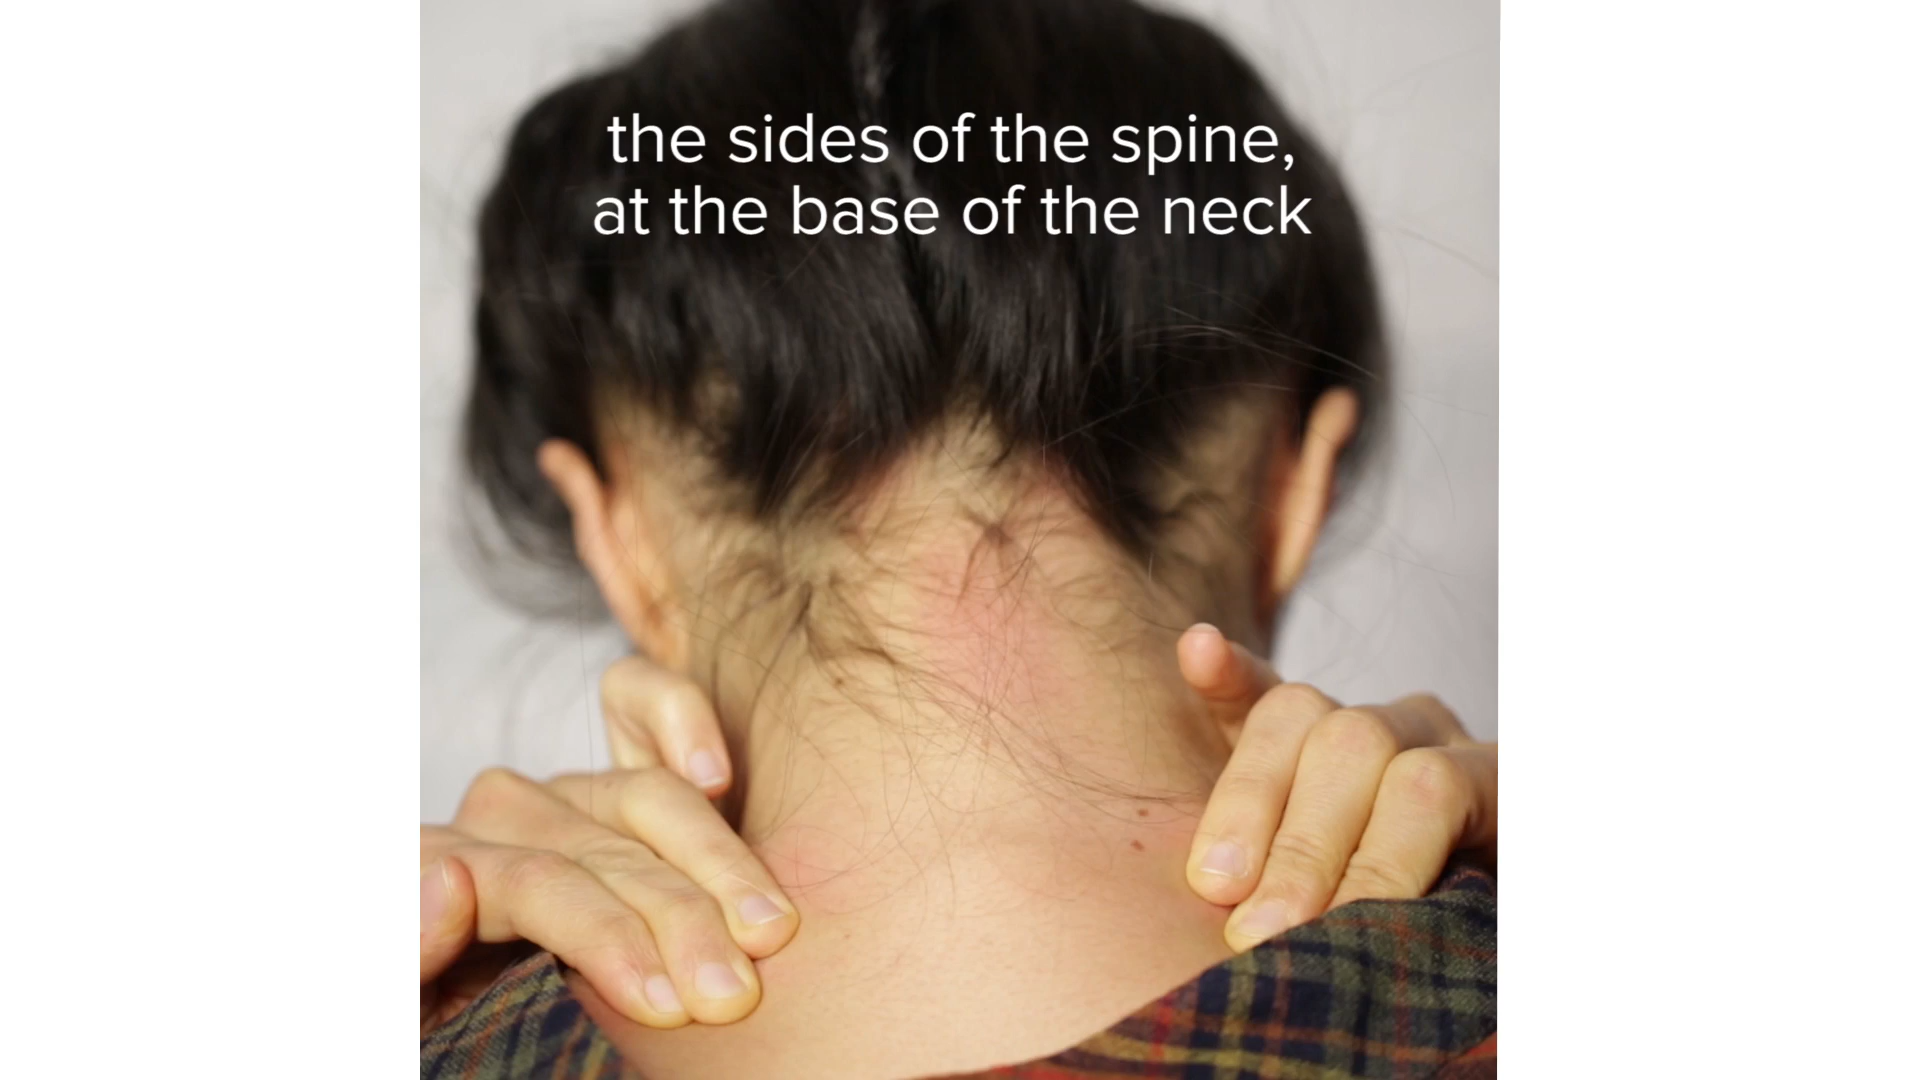 the sides of the spine,
at the base of the neck